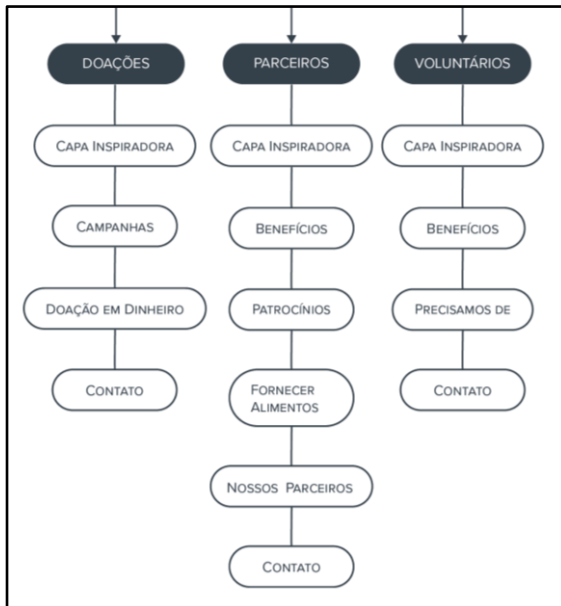 DOAÇÕES
CAPA INSPIRADORA
CAMPANHAS
DOAÇÃO EM DINHEIRO
CONTATO
PARCEIROS
CAPA INSPIRADORA
BENEFÍCIOS
PATROCÍNIOS
FORNECER
ALIMENTOS
NOSSOS PARCEIROS
CONTATO
VOLUNTÁRIOS
CAPA INSPIRADORA
BENEFÍCIOS
PRECISAMOS DE
CONTATO